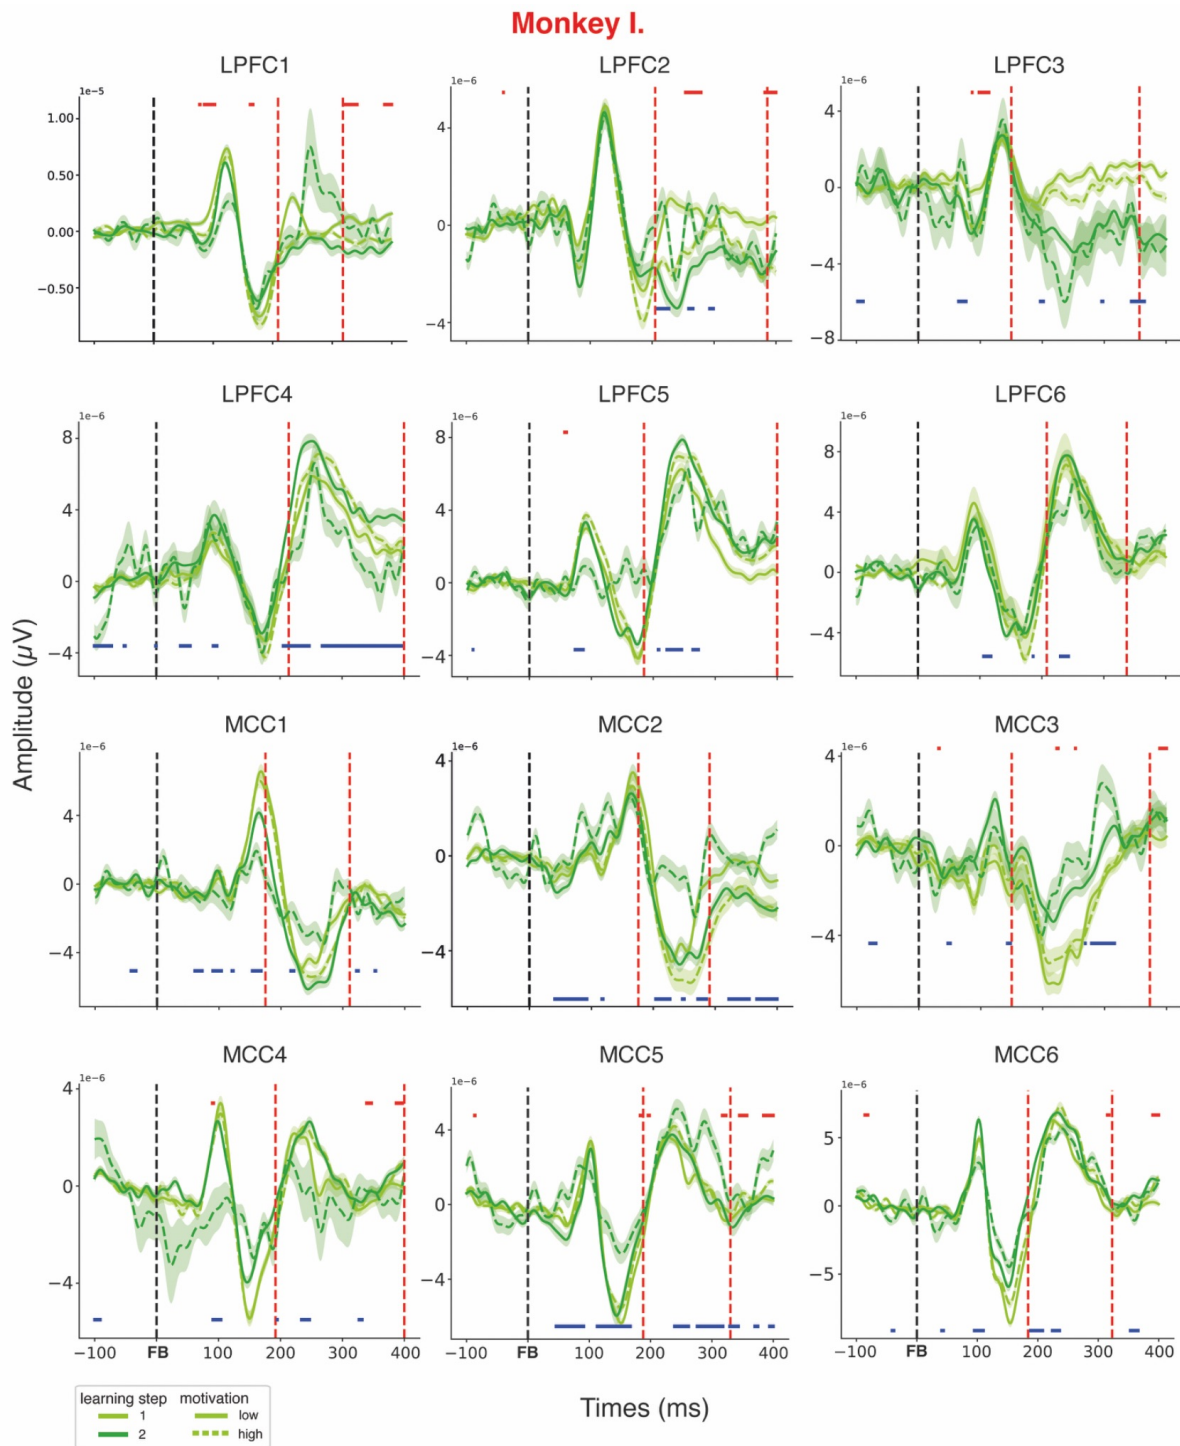 Monkey I.
LPFC1 LPFC2 LPFC3
1e-5 1e-6 1e-6
1.00
0.50
0.00
−0.50
4
0
−4
4
0
−4
−8
LPFC4 LPFC5 LPFC6
1e-6 1e-6 1e-6
8
4
0
−4
8
4
0
−4
8
4
0
−4
Amplitude (μV)
MCC1 MCC2 MCC3
1e-6 1e-6 1e-6
4
0
−4
4
0
−4
4
0
−4
MCC4 MCC5 MCC6
1e-6 1e-6 1e-6
4
0
−4
4
0
−4
5
0
−5
−100 FB 100 200 300 400 −100 FB 100 200 300 400 −100 FB 100 200 300 400
Times (ms)
learning step motivation
1 low
2 high